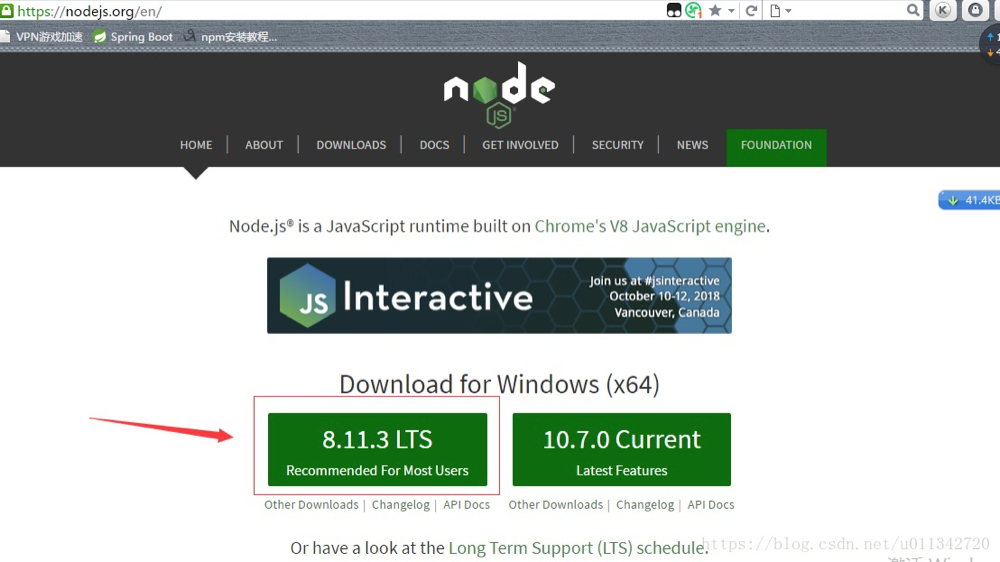 https://nodejs.org/en/
VPN游戏加速 Spring Boot npm安装教程...
node
JS
HOME ABOUT DOWNLOADS DOCS GET INVOLVED SECURITY NEWS FOUNDATION
41.4KB
Node.js® is a JavaScript runtime built on Chrome's V8 JavaScript engine.
JS Interactive
Join us at #jsinteractive
October 10-12, 2018
Vancouver, Canada
Download for Windows (x64)
8.11.3 LTS
Recommended For Most Users
10.7.0 Current
Latest Features
Other Downloads | Changelog | API Docs
Other Downloads | Changelog | API Docs
Or have a look at the Long Term Support (LTS) schedule.
https://blog.csdn.net/u011342720